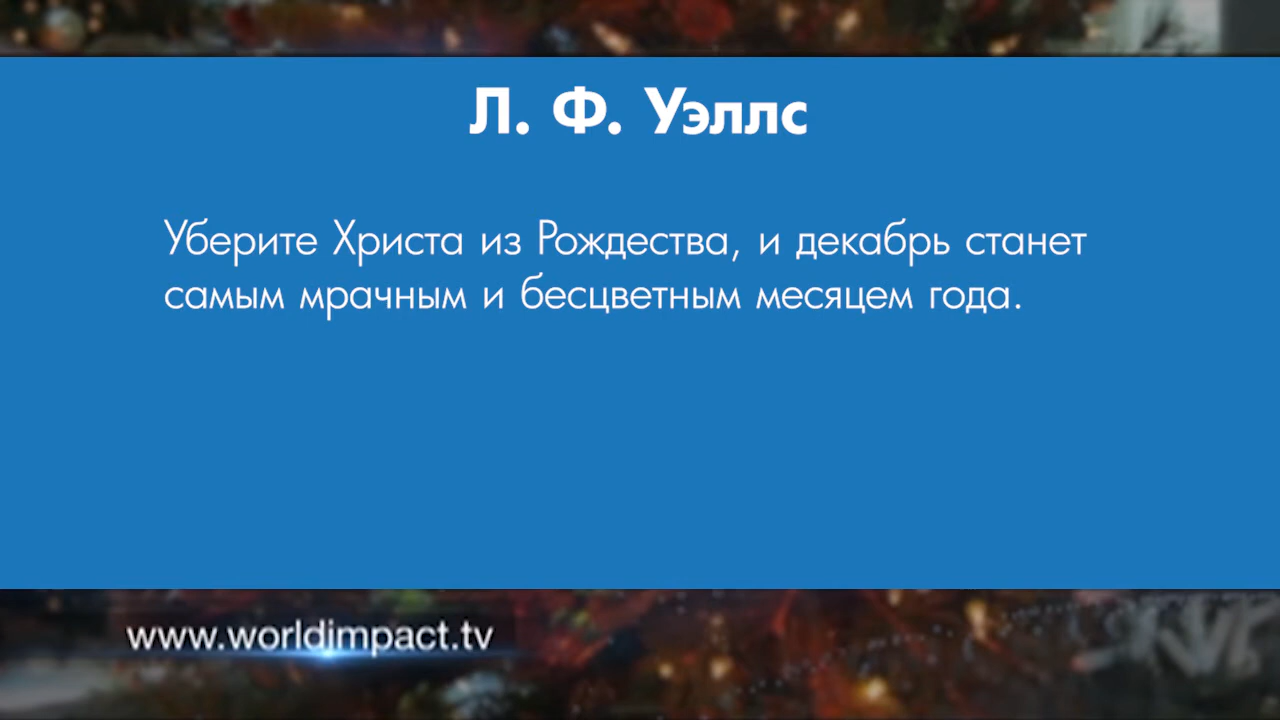 Л. Ф. Уэллс
Уберите Христа из Рождества, и декабрь станет
самым мрачным и бесцветным месяцем года.
www.worldimpact.tv